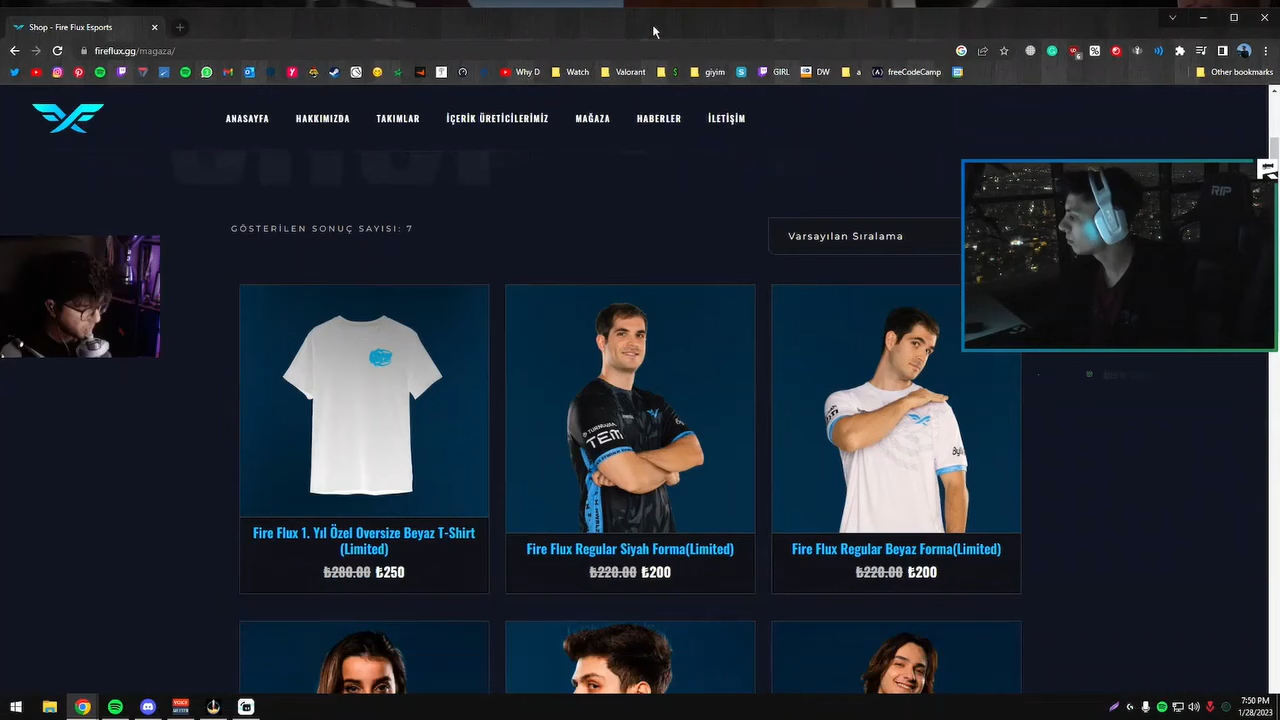 Shop - Fire Flux Esports
fireflux.gg/magaza/
Why D
Watch
Valorant
$
giyim
GIRL
DW
a
freeCodeCamp
Other bookmarks
ANASAYFA
HAKKIMIZDA
TAKIMLAR
İÇERİK ÜRETİCİLERİMİZ
MAĞAZA
HABERLER
İLETİŞİM
GÖSTERİLEN SONUÇ SAYISI: 7
Varsayılan Sıralama
RIP
TEM
Fire Flux 1. Yıl Özel Oversize Beyaz T-Shirt
(Limited)
₺280.00 ₺250
Fire Flux Regular Siyah Forma(Limited)
₺220.00 ₺200
Fire Flux Regular Beyaz Forma(Limited)
₺220.00 ₺200
7:50 PM
1/28/2023